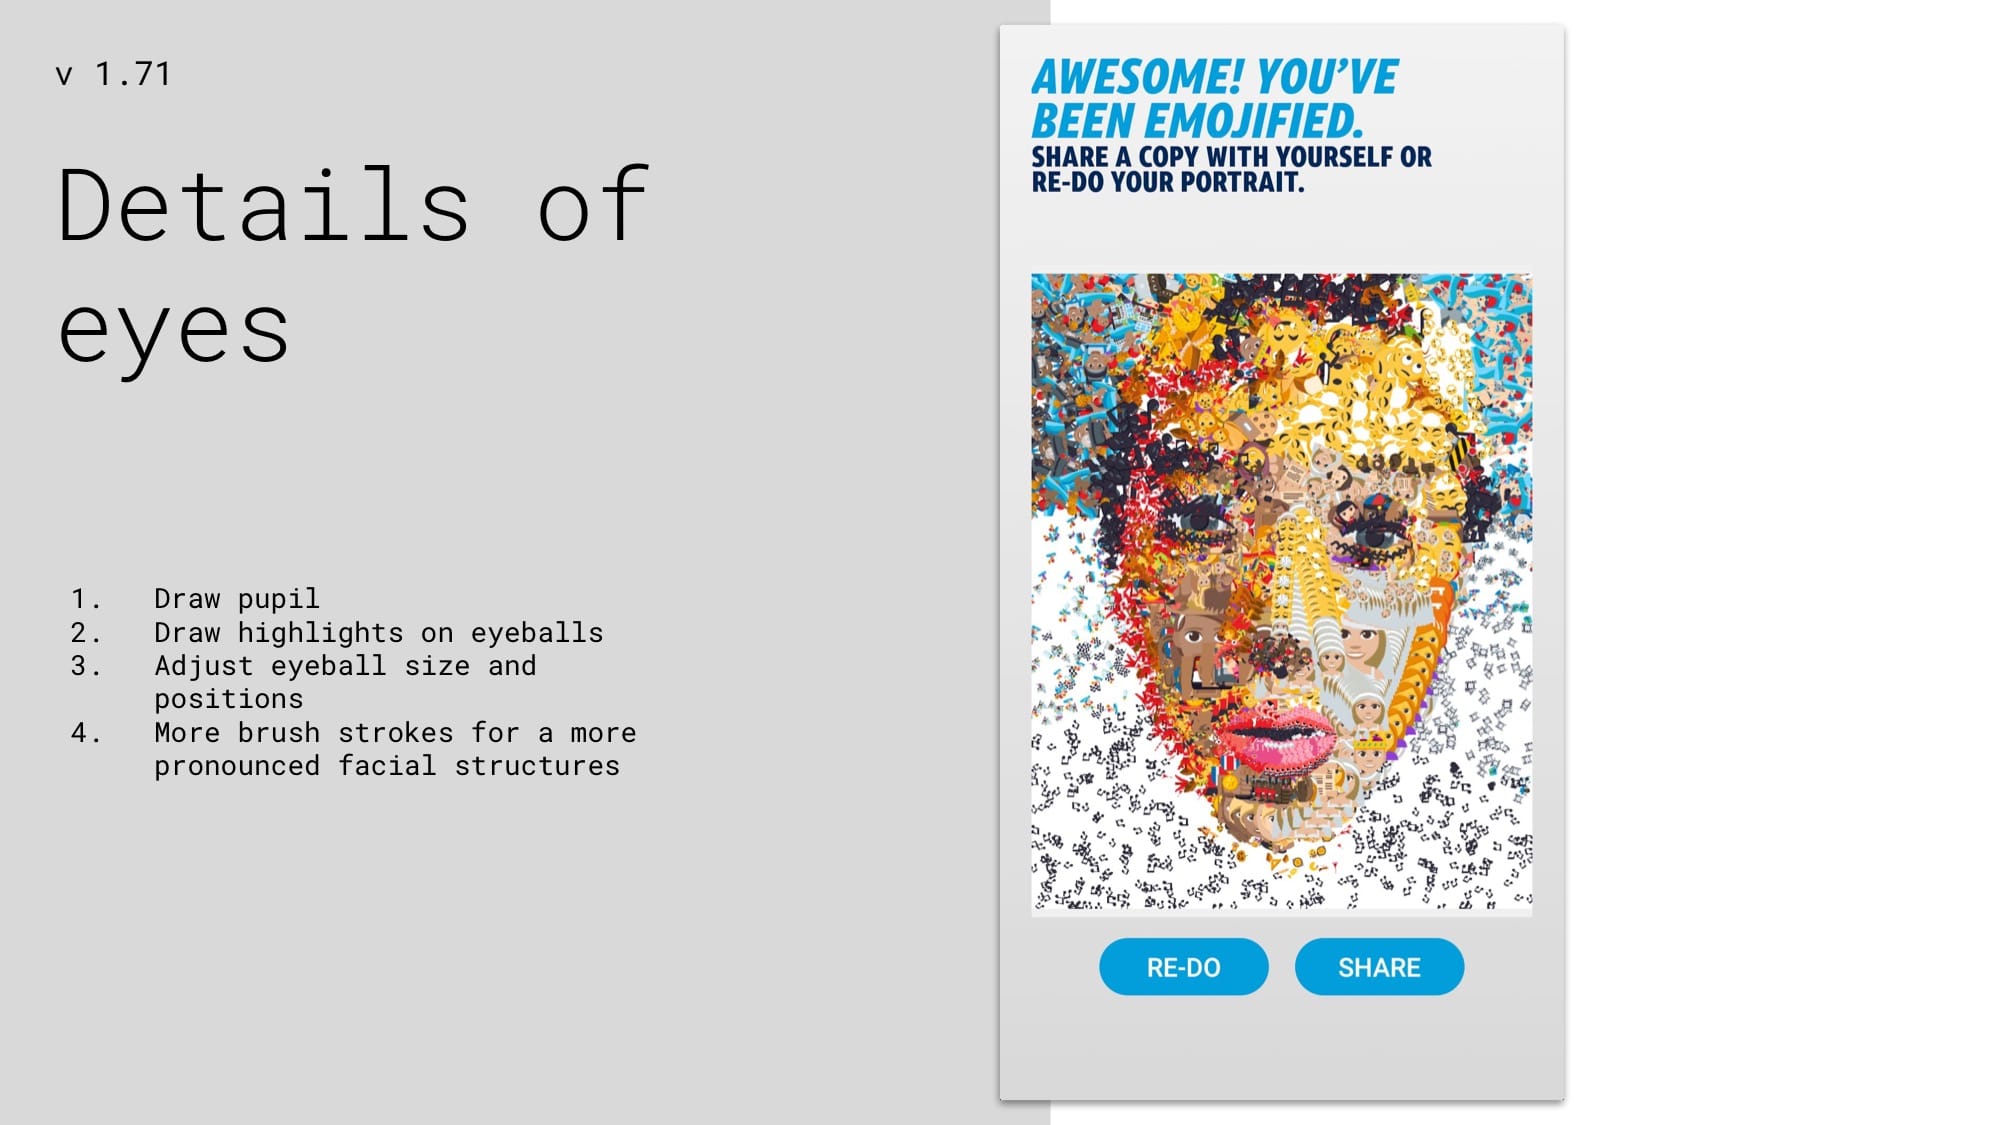 v 1.71
Details of
eyes
1. Draw pupil
2. Draw highlights on eyeballs
3. Adjust eyeball size and
positions
4. More brush strokes for a more
pronounced facial structures
AWESOME! YOU’VE
BEEN EMOJIFIED.
SHARE A COPY WITH YOURSELF OR
RE-DO YOUR PORTRAIT.
RE-DO
SHARE